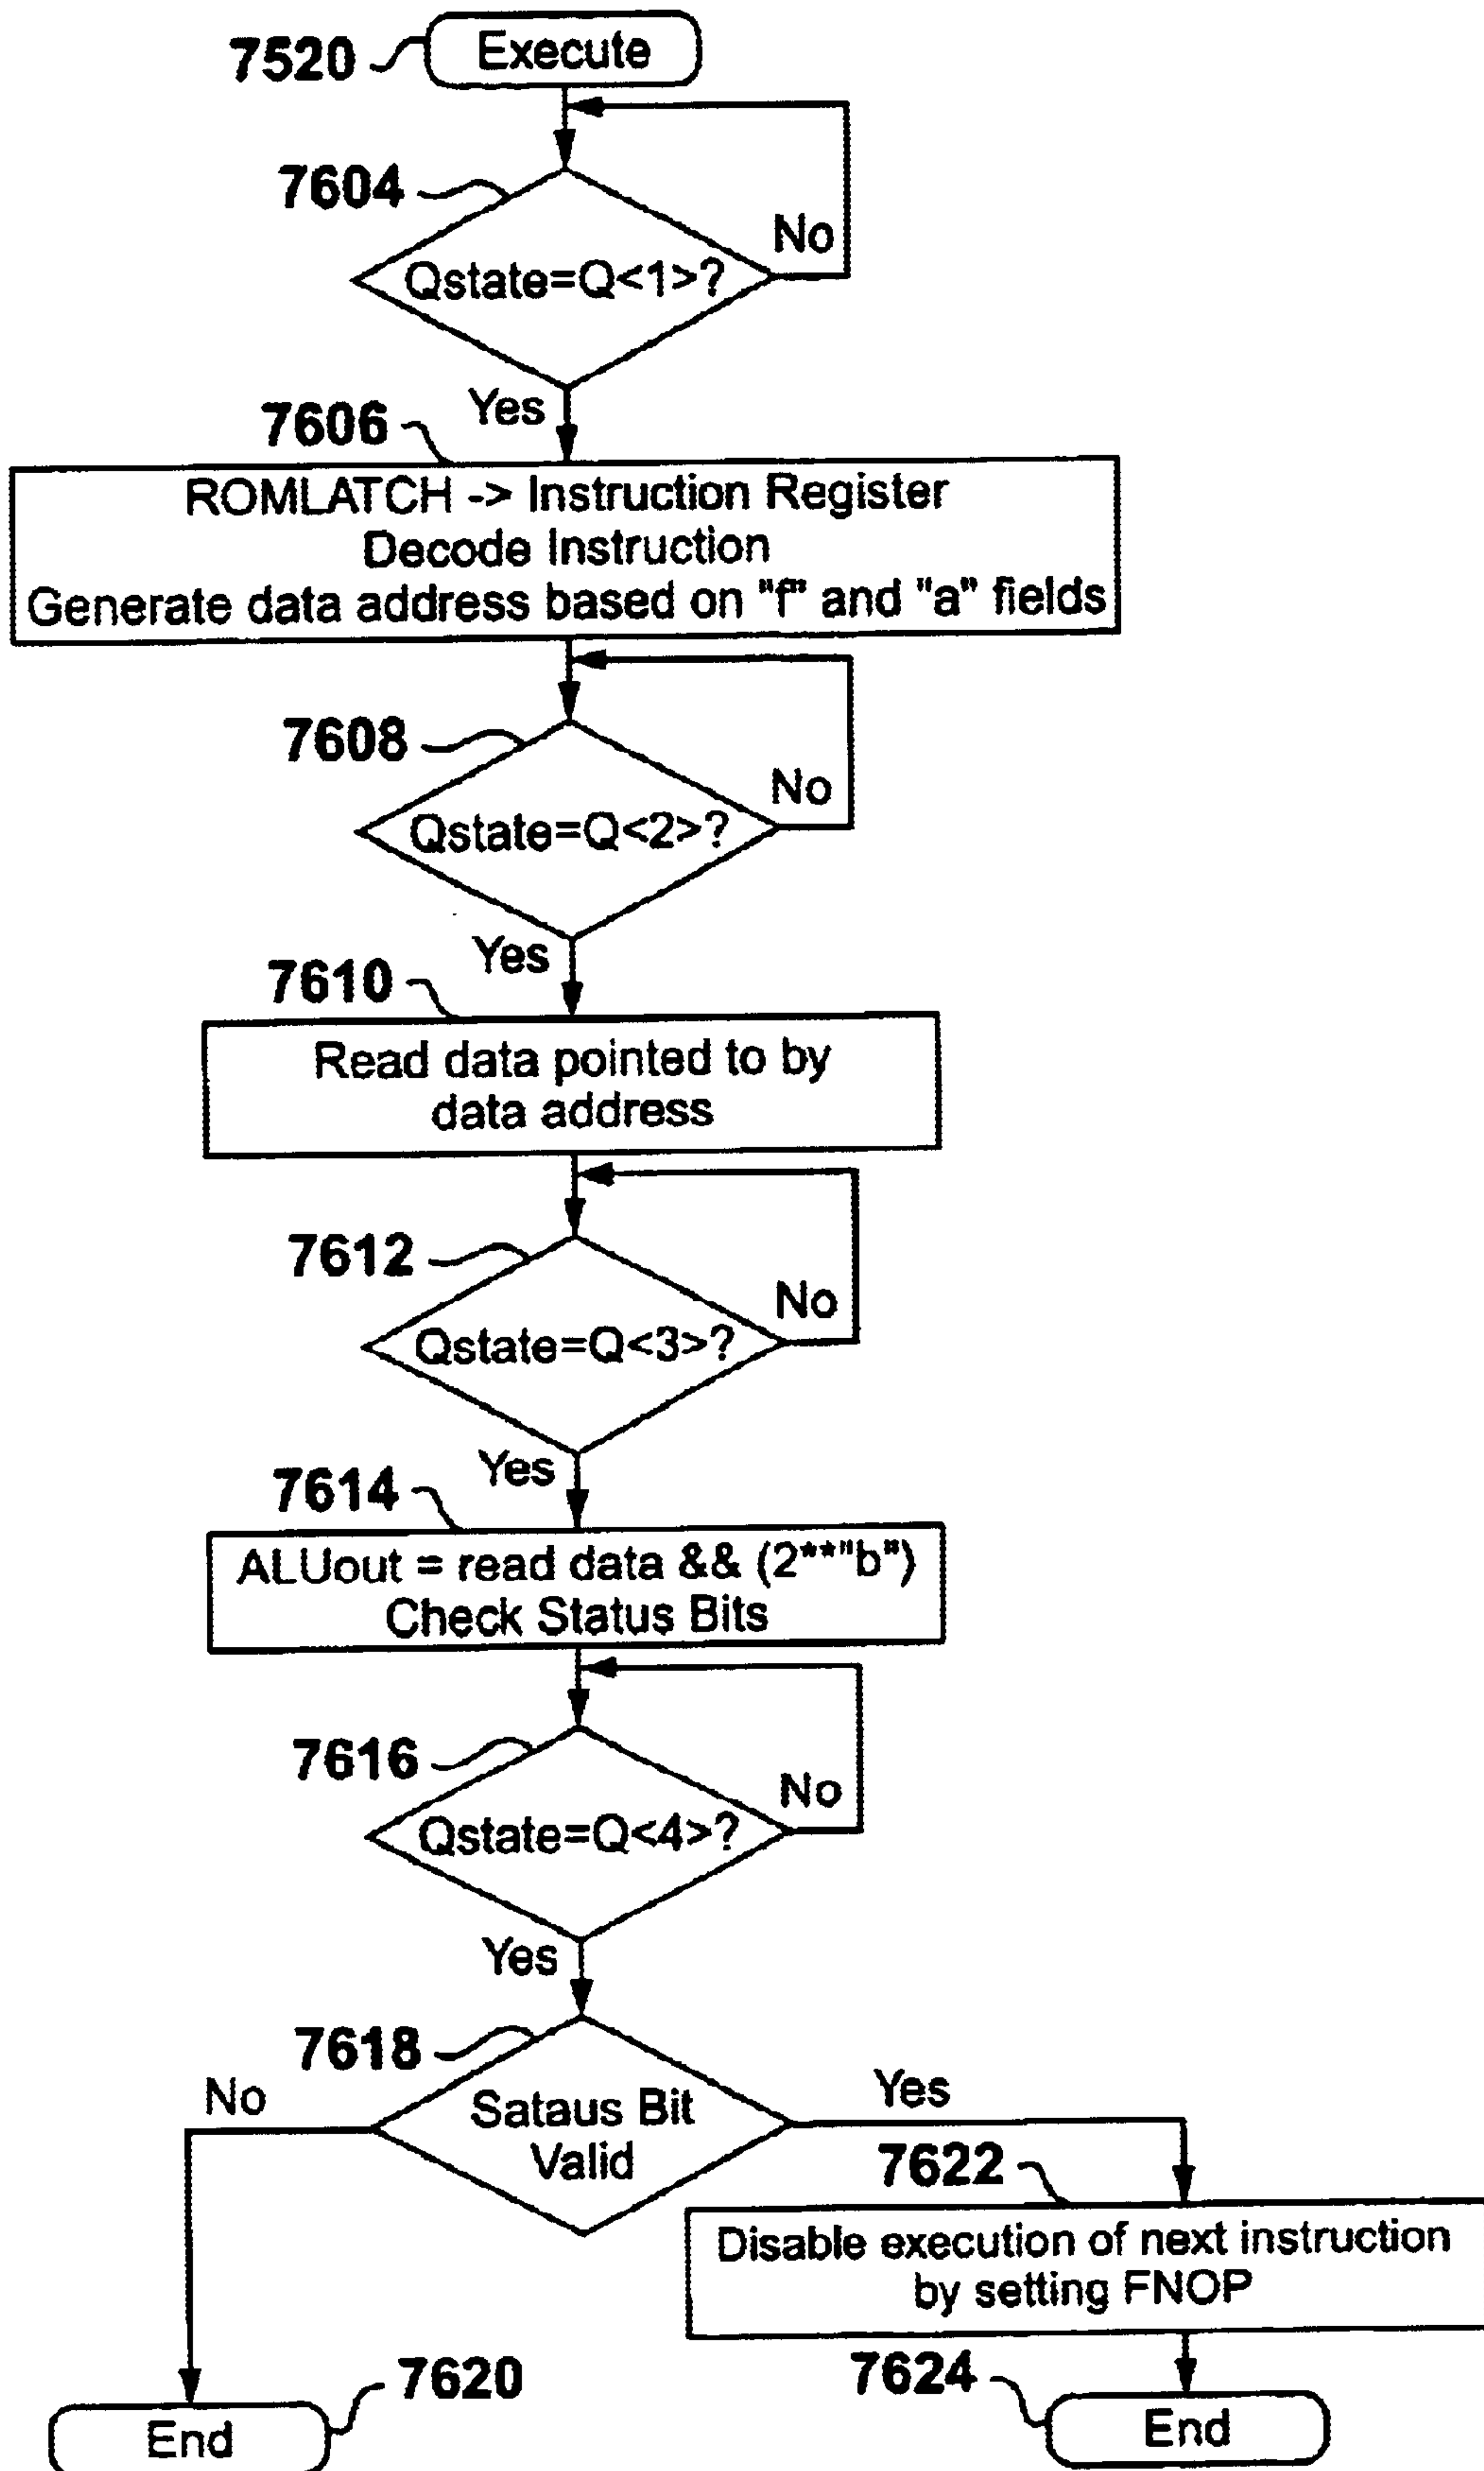 7520
Execute
7604
No
Qstate=Q<1>?
Yes
7606
ROMLATCH -> Instruction Register
Decode Instruction
Generate data address based on "f" and "a" fields
7608
No
Qstate=Q<2>?
Yes
7610
Read data pointed to by
data address
7612
No
Qstate=Q<3>?
Yes
7614
ALUout = read data && (2**"b")
Check Status Bits
7616
No
Qstate=Q<4>?
Yes
7618
No
Yes
Sataus Bit
Valid
7622
Disable execution of next instruction
by setting FNOP
7620
7624
End
End